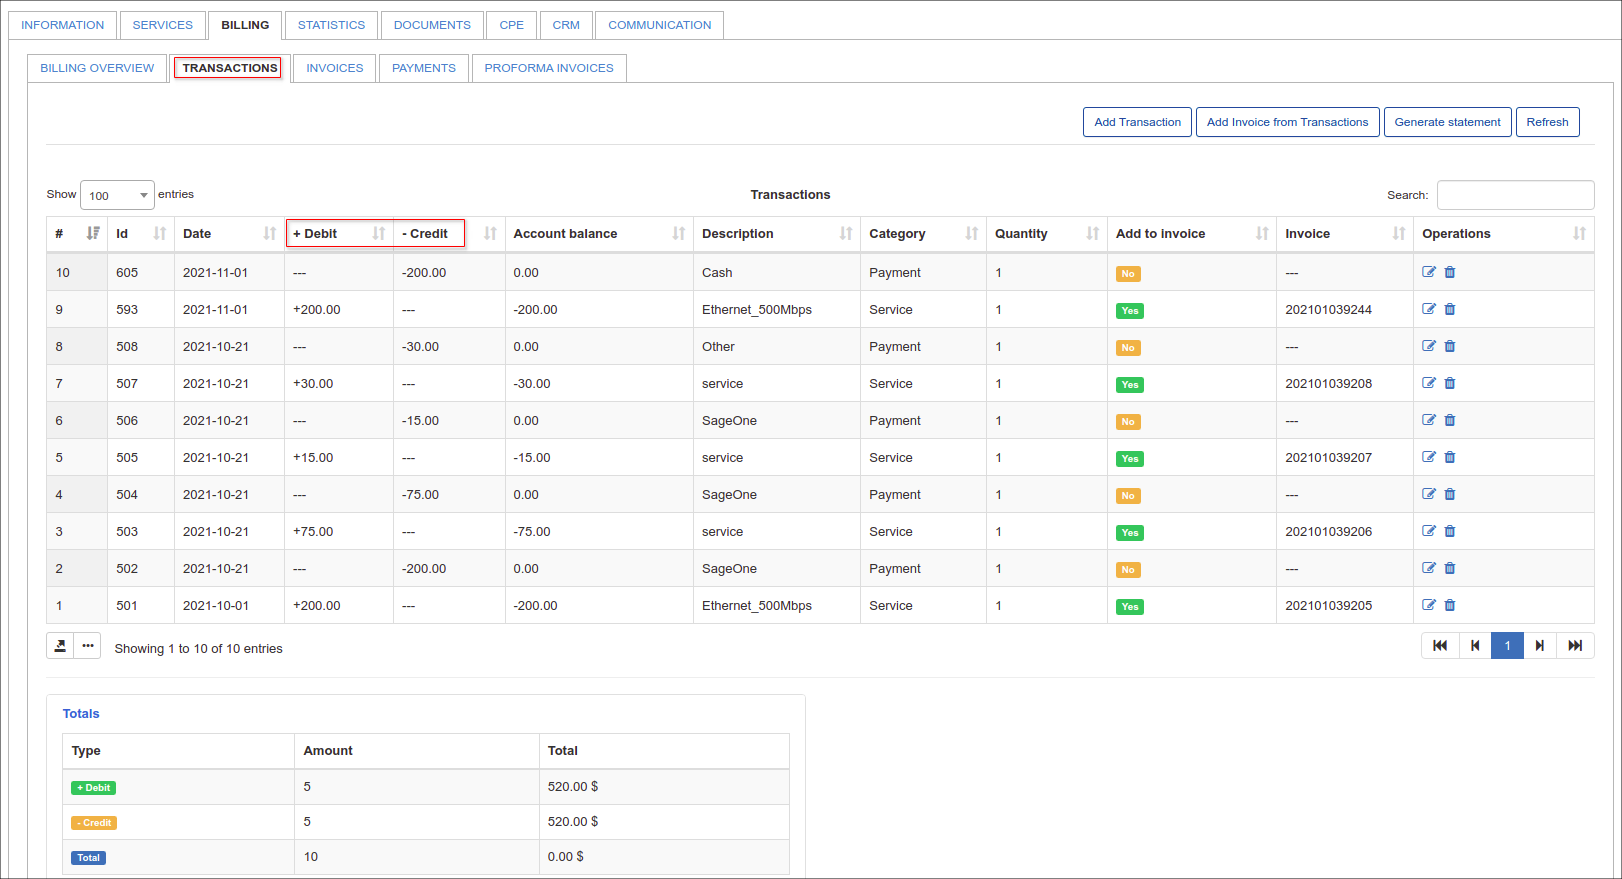 INFORMATION SERVICES BILLING STATISTICS DOCUMENTS CPE CRM COMMUNICATION
BILLING OVERVIEW TRANSACTIONS INVOICES PAYMENTS PROFORMA INVOICES
Add Transaction Add Invoice from Transactions Generate statement Refresh
Show 100 entries Transactions Search:
# Id Date + Debit - Credit Account balance Description Category Quantity Add to invoice Invoice Operations
10 605 2021-11-01 --- -200.00 0.00 Cash Payment 1 No ---
9 593 2021-11-01 +200.00 --- -200.00 Ethernet_500Mbps Service 1 Yes 202101039244
8 508 2021-10-21 --- -30.00 0.00 Other Payment 1 No ---
7 507 2021-10-21 +30.00 --- -30.00 service Service 1 Yes 202101039208
6 506 2021-10-21 --- -15.00 0.00 SageOne Payment 1 No ---
5 505 2021-10-21 +15.00 --- -15.00 service Service 1 Yes 202101039207
4 504 2021-10-21 --- -75.00 0.00 SageOne Payment 1 No ---
3 503 2021-10-21 +75.00 --- -75.00 service Service 1 Yes 202101039206
2 502 2021-10-21 --- -200.00 0.00 SageOne Payment 1 No ---
1 501 2021-10-01 +200.00 --- -200.00 Ethernet_500Mbps Service 1 Yes 202101039205
Showing 1 to 10 of 10 entries 1
Totals
Type Amount Total
+ Debit 5 520.00 $
- Credit 5 520.00 $
Total 10 0.00 $